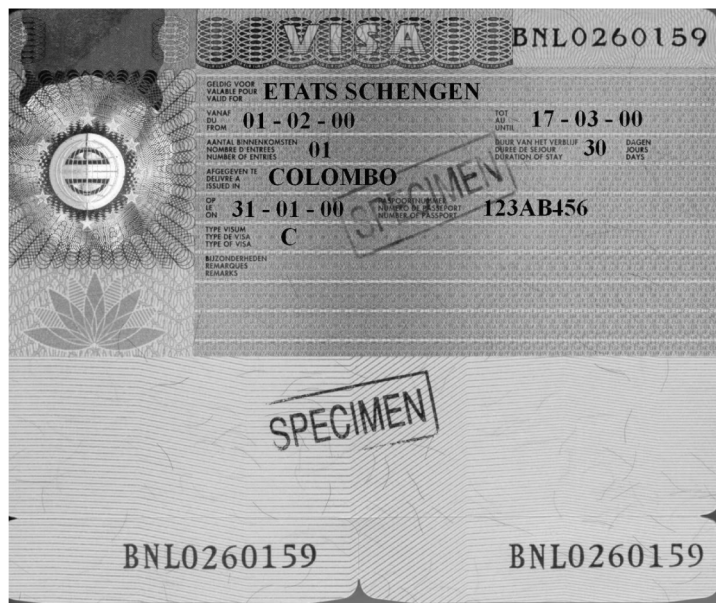 VISA BNL0260159
GELDIG VOOR
VALABLE POUR
VALID FOR
ETATS SCHENGEN
VANAF
DU
FROM
01 - 02 - 00
TOT
AU
UNTIL
17 - 03 - 00
AANTAL BINNENKOMSTEN
NOMBRE D'ENTREES
NUMBER OF ENTRIES
01
DUUR VAN HET VERBLIJF
DUREE DE SEJOUR
DURATION OF STAY
30
DAGEN
JOURS
DAYS
AFGEGEVEN TE
DELIVRE A
ISSUED IN
COLOMBO
SPECIMEN
OP
LE
ON
31 - 01 - 00
PASPOORTNUMMER
NUMERO DE PASSEPORT
NUMBER OF PASSPORT
123AB456
TYPE VISUM
TYPE DE VISA
TYPE OF VISA
C
BIJZONDERHEDEN
REMARQUES
REMARKS
SPECIMEN
BNL0260159 BNL0260159